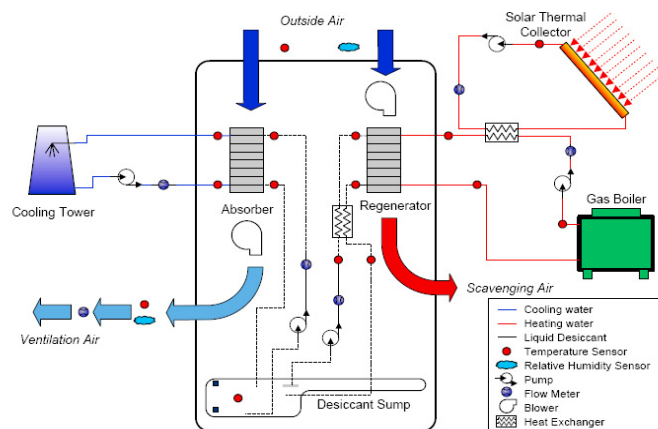 Outside Air
Solar Thermal
Collector
Cooling Tower
Absorber
Regenerator
Gas Boiler
Scavenging Air
Ventilation Air
Desiccant Sump
Cooling water
Heating water
Liquid Desiccant
Temperature Sensor
Relative Humidity Sensor
Pump
Flow Meter
Blower
Heat Exchanger